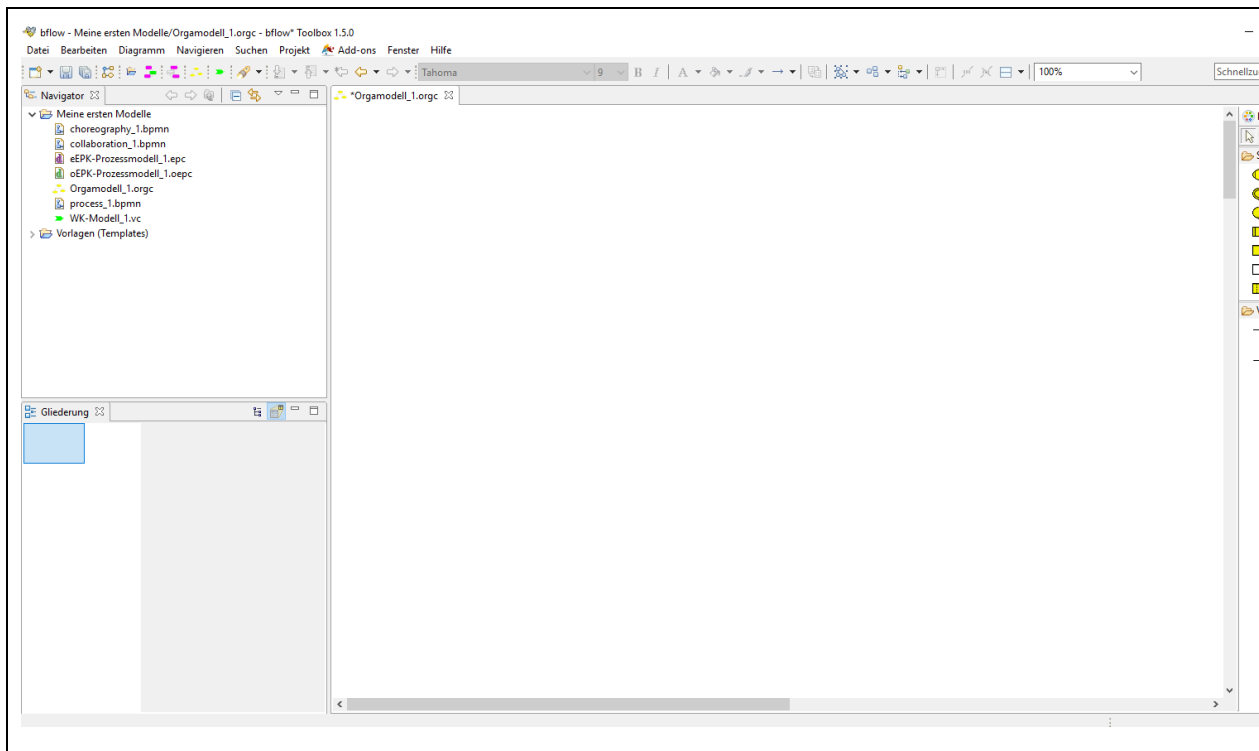 bflow - Meine ersten Modelle/Orgamodell_1.orgc - bflow* Toolbox 1.5.0
Datei Bearbeiten Diagramm Navigieren Suchen Projekt Add-ons Fenster Hilfe
Tahoma 9 B I A 100% Schnellzu
Navigator *Orgamodell_1.orgc
Meine ersten Modelle
choreography_1.bpmn
collaboration_1.bpmn
eEPK-Prozessmodell_1.epc
oEPK-Prozessmodell_1.oepc
Orgamodell_1.orgc
process_1.bpmn
WK-Modell_1.vc
Vorlagen (Templates)
Gliederung